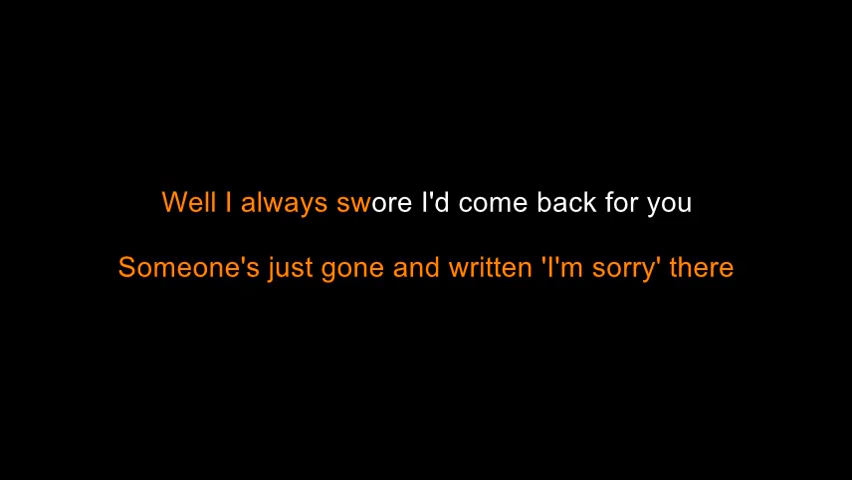 Well I always swore I'd come back for you
Someone's just gone and written 'I'm sorry' there